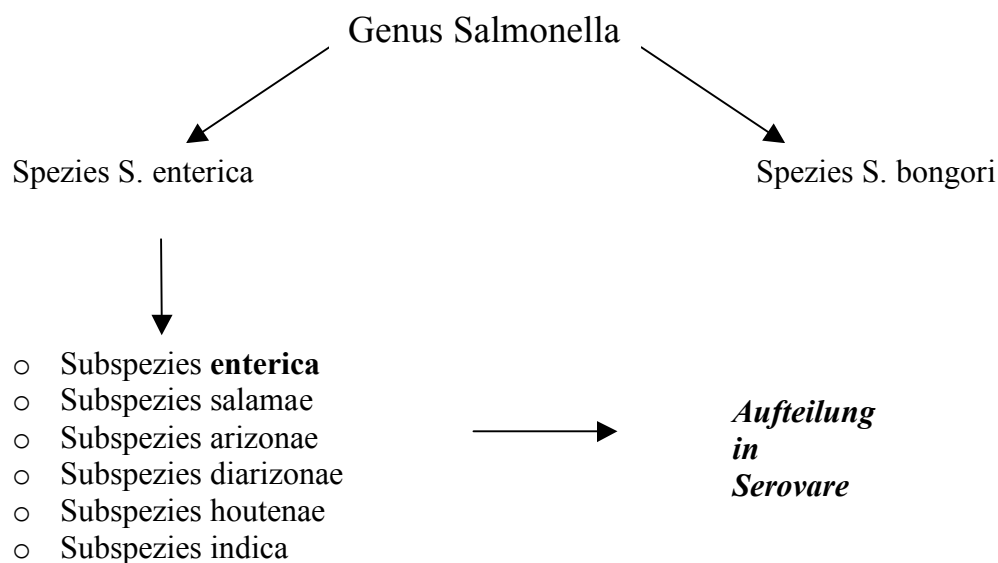 Genus Salmonella
Spezies S. enterica
Spezies S. bongori
o Subspezies enterica
o Subspezies salamae
o Subspezies arizonae
o Subspezies diarizonae
o Subspezies houtenae
o Subspezies indica
Aufteilung
in
Serovare